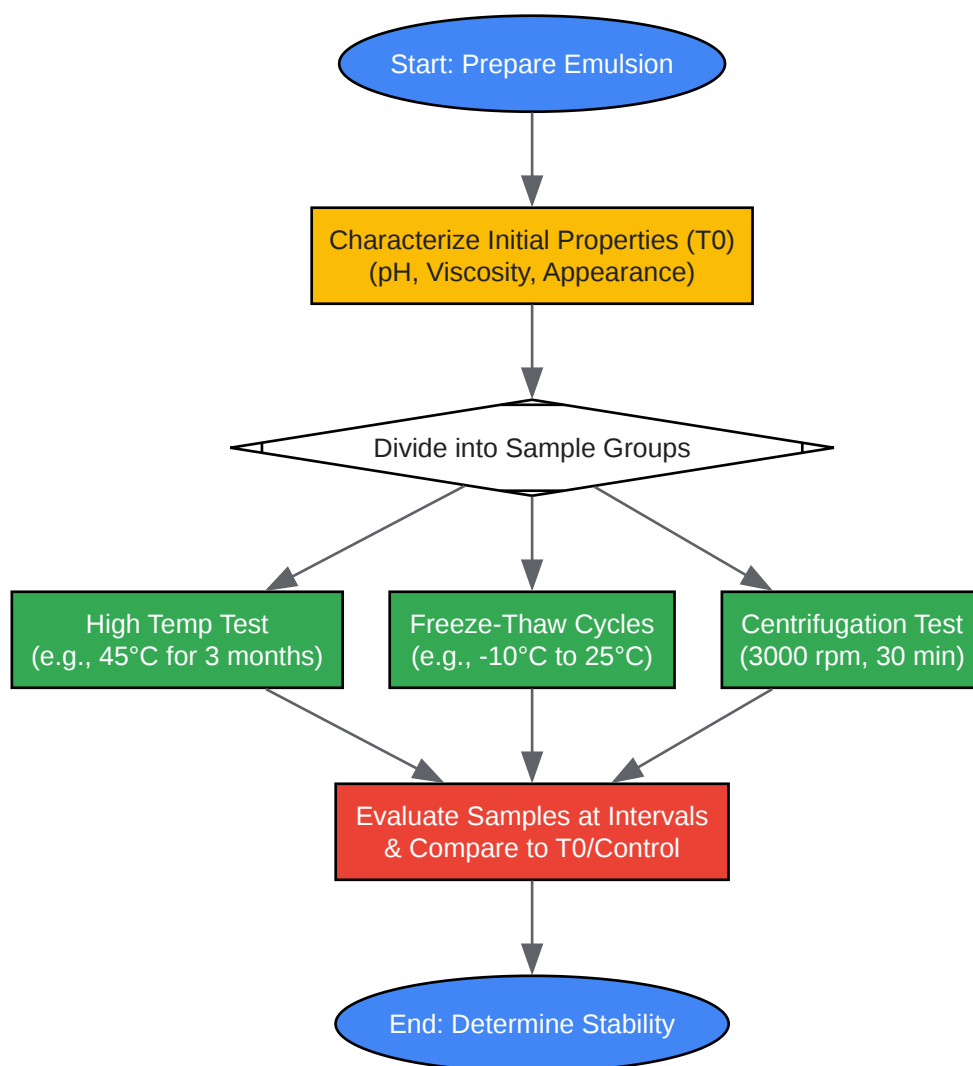 Start: Prepare Emulsion
Characterize Initial Properties (T0)
(pH, Viscosity, Appearance)
Divide into Sample Groups
High Temp Test
(e.g., 45°C for 3 months)
Freeze-Thaw Cycles
(e.g., -10°C to 25°C)
Centrifugation Test
(3000 rpm, 30 min)
Evaluate Samples at Intervals
& Compare to T0/Control
End: Determine Stability